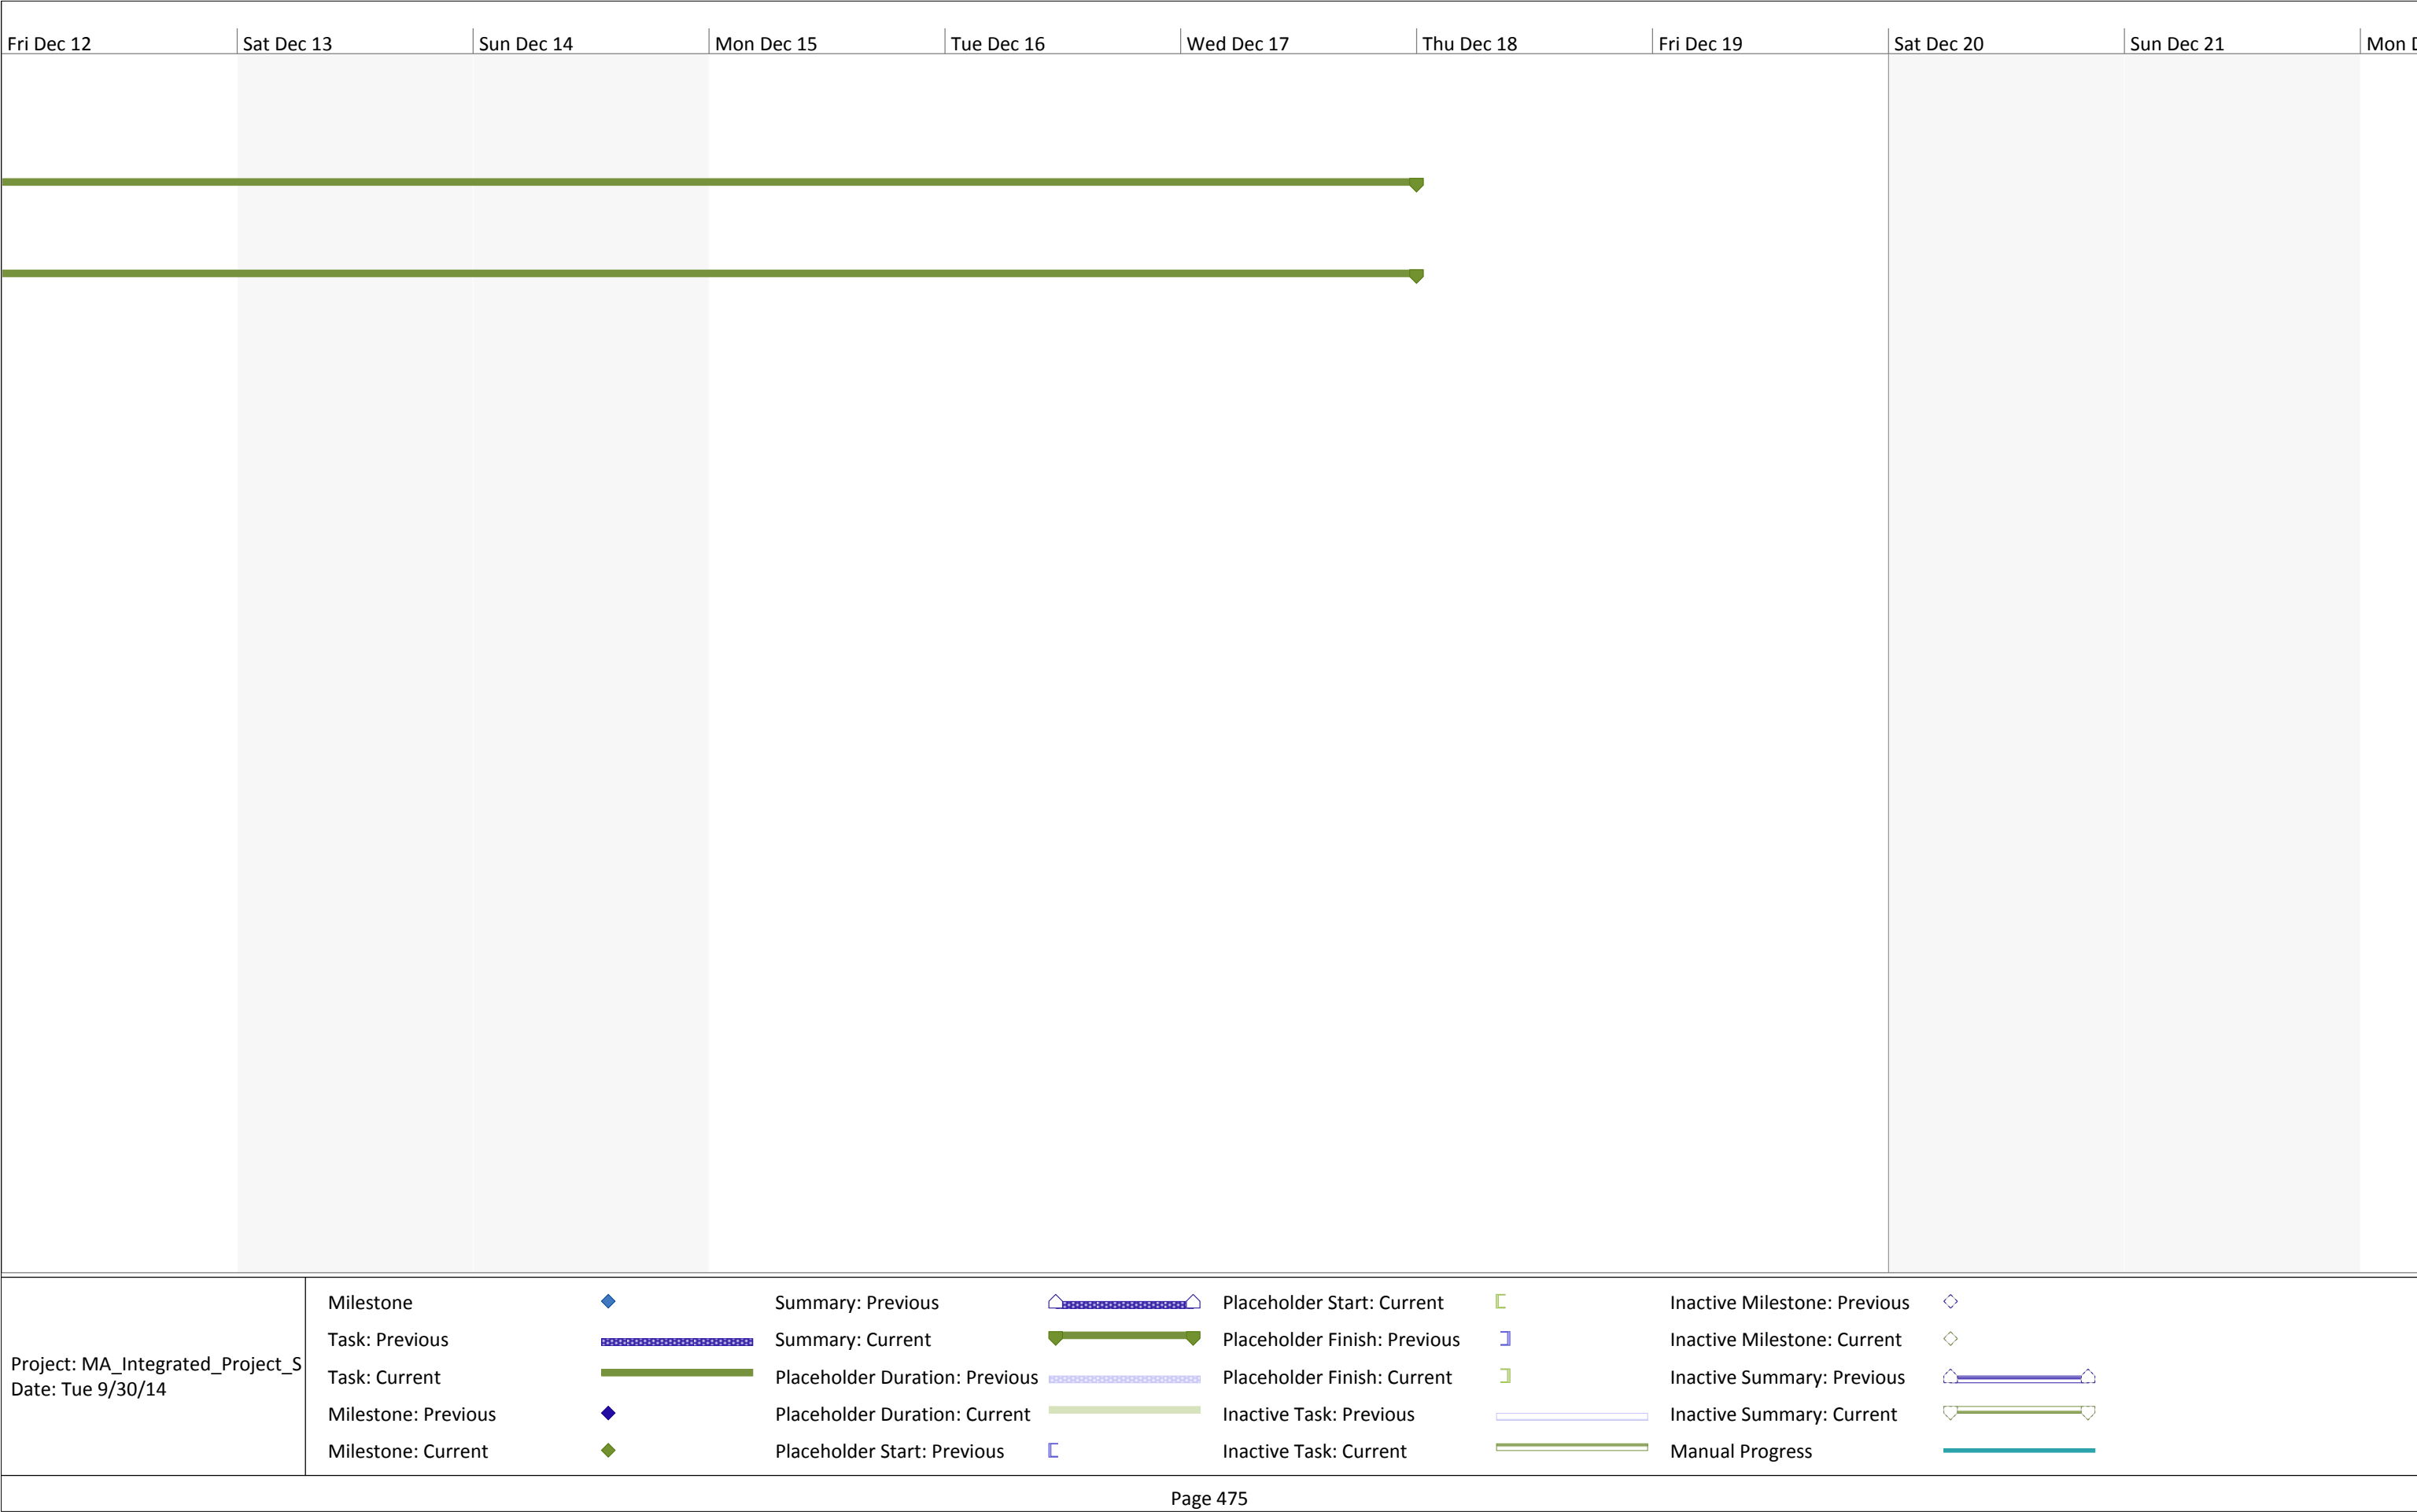 Fri Dec 12 Sat Dec 13 Sun Dec 14 Mon Dec 15 Tue Dec 16 Wed Dec 17 Thu Dec 18 Fri Dec 19 Sat Dec 20 Sun Dec 21 Mon
Project: MA_Integrated_Project_S
Date: Tue 9/30/14
Milestone
Task: Previous
Task: Current
Milestone: Previous
Milestone: Current
Summary: Previous
Summary: Current
Placeholder Duration: Previous
Placeholder Duration: Current
Placeholder Start: Previous
Placeholder Start: Current
Placeholder Finish: Previous
Placeholder Finish: Current
Inactive Task: Previous
Inactive Task: Current
Inactive Milestone: Previous
Inactive Milestone: Current
Inactive Summary: Previous
Inactive Summary: Current
Manual Progress
Page 475